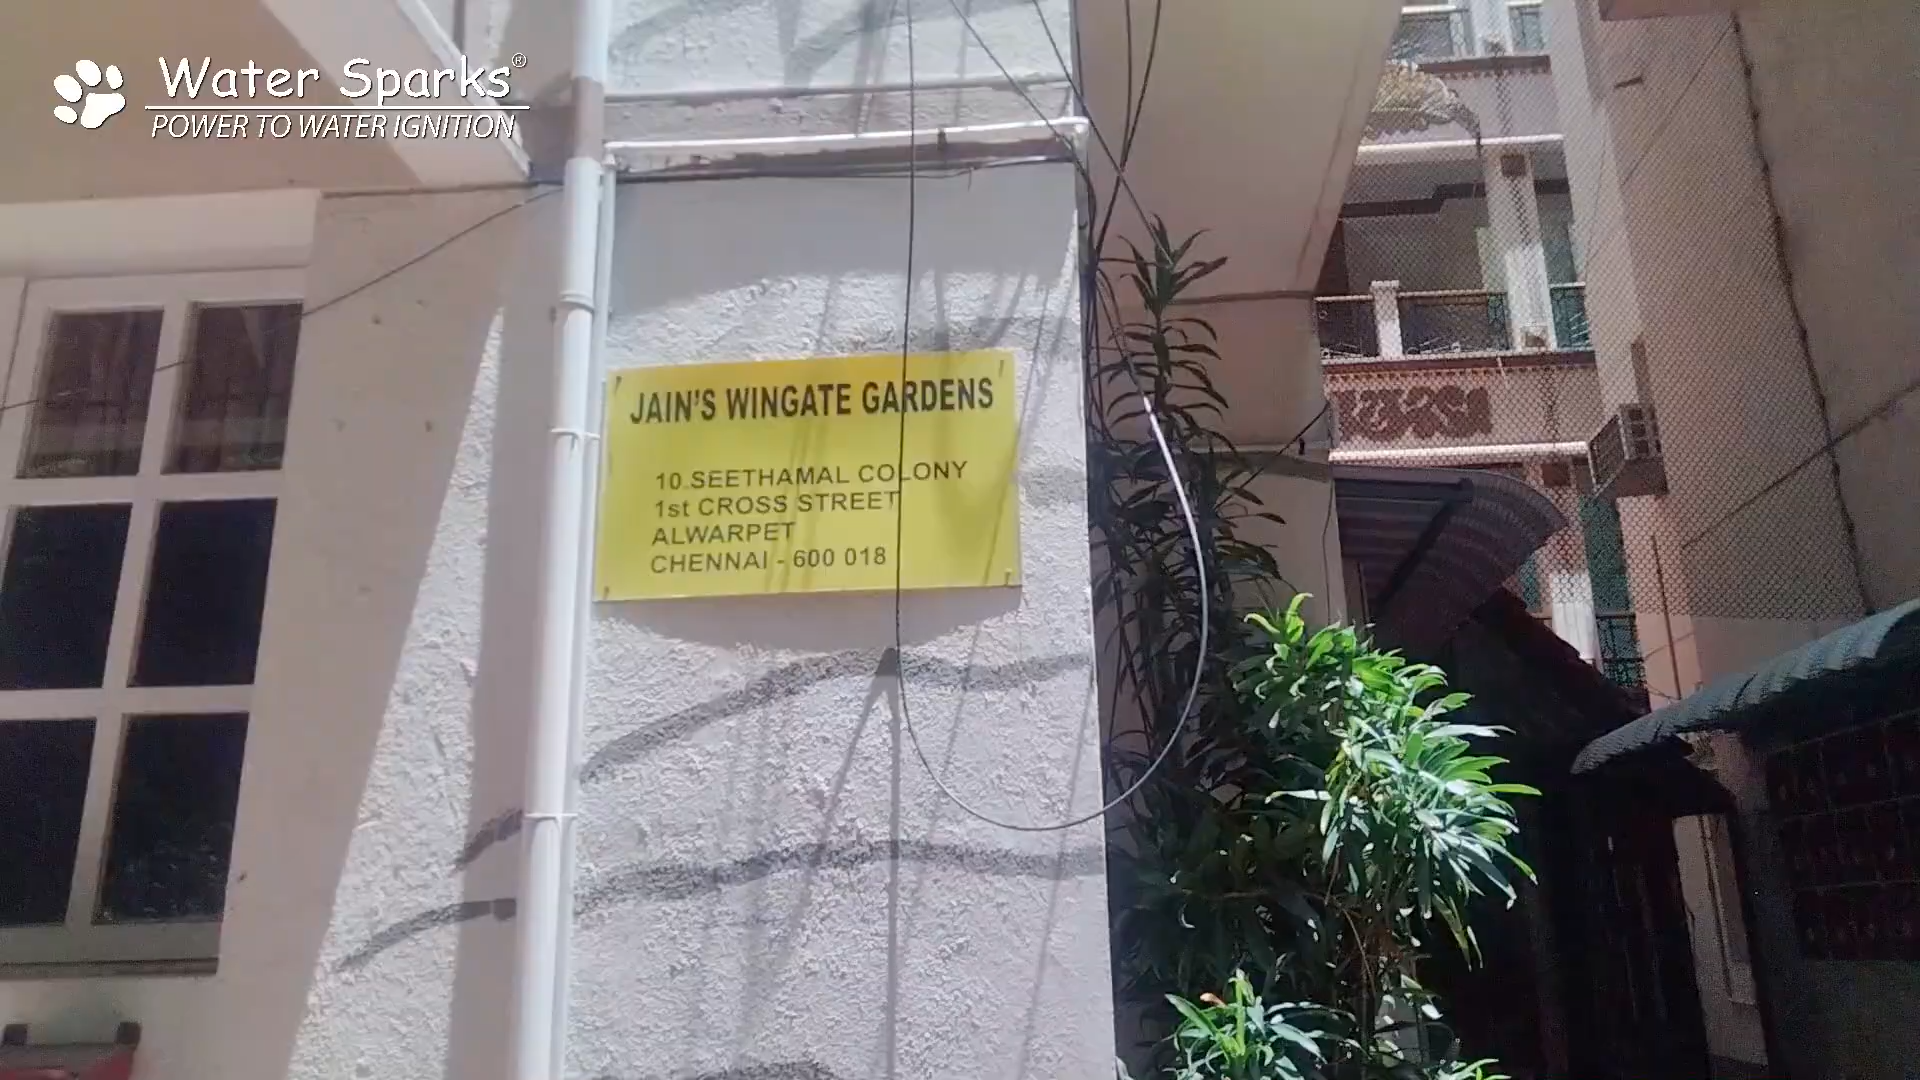 Water Sparks®
POWER TO WATER IGNITION
JAIN'S WINGATE GARDENS
10 SEETHAMAL COLONY
1st CROSS STREET
ALWARPET
CHENNAI - 600 018